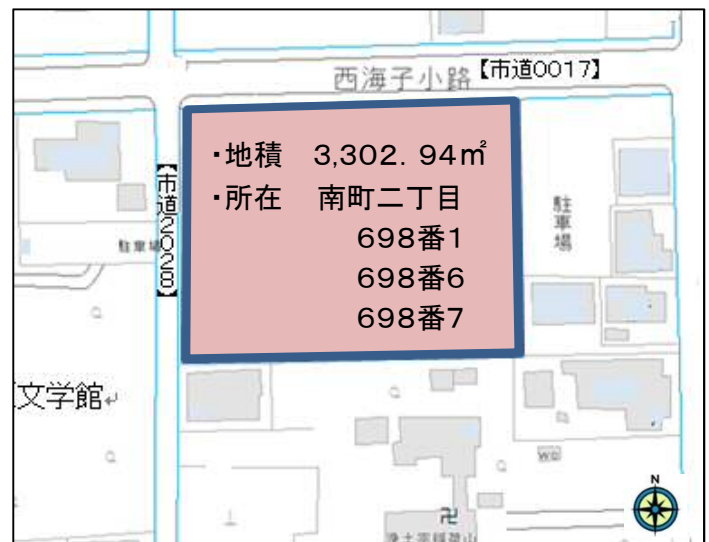 西海子小路【市道0017】
・地積 3,302.94㎡
・所在 南町二丁目
698番1
698番6
698番7
【市道2028】
駐車場
駐車場
文学館
WC
N